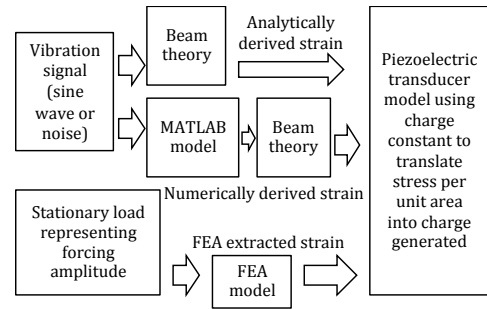 Vibration
signal
(sine
wave or
noise)
Beam
theory
Analytically
derived strain
MATLAB
model
Beam
theory
Numerically derived strain
Stationary load
representing
forcing
amplitude
FEA extracted strain
FEA
model
Piezoelectric
transducer
model using
charge
constant to
translate
stress per
unit area
into charge
generated